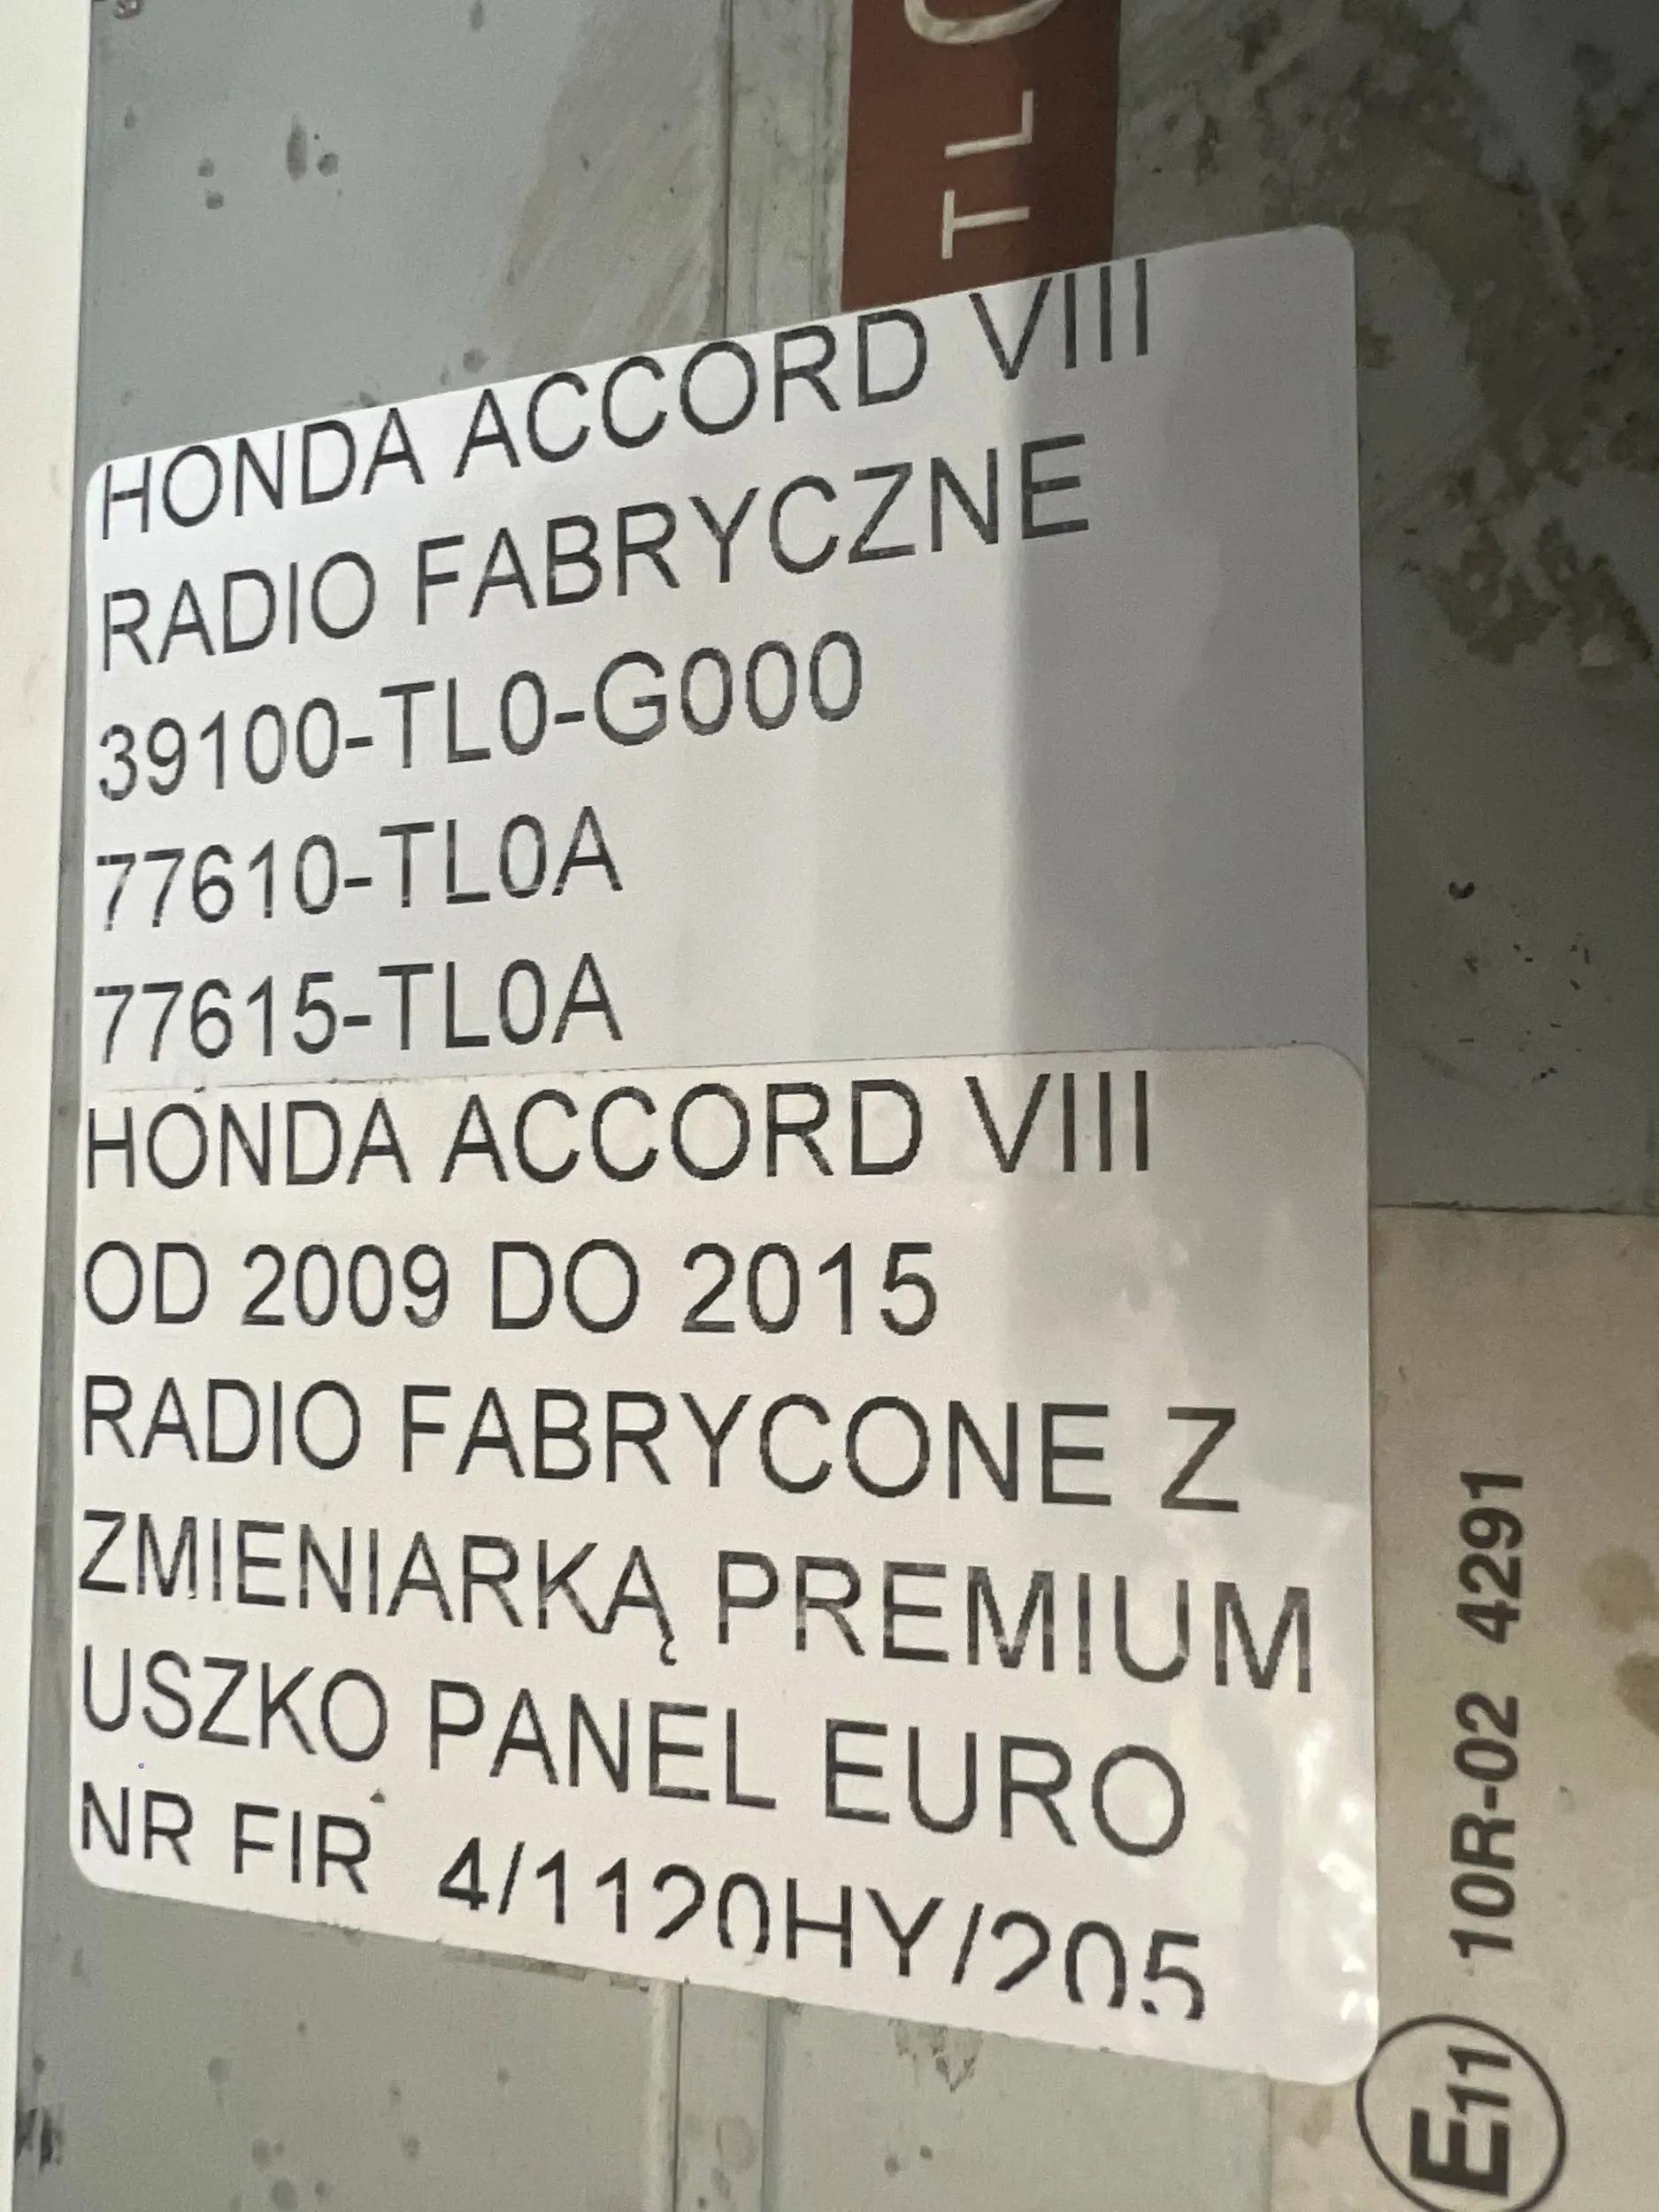 TL
HONDA ACCORD VIII
RADIO FABRYCZNE
39100-TL0-G000
77610-TL0A
77615-TL0A
HONDA ACCORD VIII
OD 2009 DO 2015
RADIO FABRYCONE Z
ZMIENIARKĄ PREMIUM
USZKO PANEL EURO
NR FIR 4/1120HY/205
10R-02 4291
E11